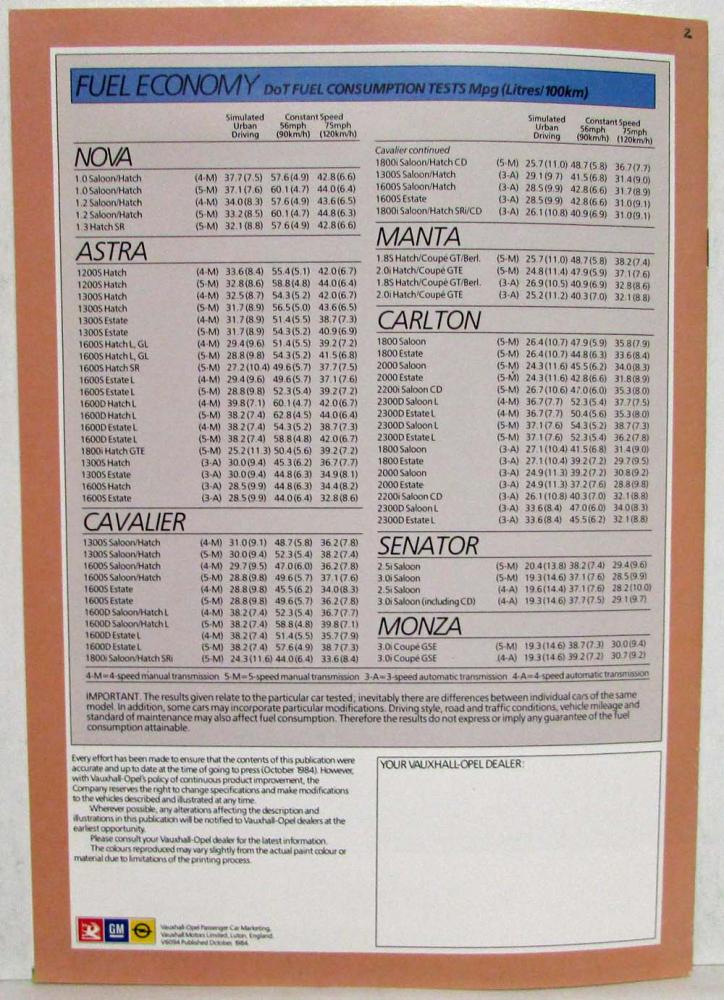 2
FUEL ECONOMY DoT FUEL CONSUMPTION TESTS Mpg (Litres/100km)
Simulated Urban Driving Constant Speed 56mph (90km/h) 75mph (120km/h)
NOVA
1.0 Saloon/Hatch (4-M) 37.7(7.5) 57.6(4.9) 42.8(6.6)
1.0 Saloon/Hatch (5-M) 37.1(7.6) 60.1(4.7) 44.0(6.4)
1.2 Saloon/Hatch (4-M) 34.0(8.3) 57.6(4.9) 43.6(6.5)
1.2 Saloon/Hatch (5-M) 33.2(8.5) 60.1(4.7) 44.8(6.3)
1.3 Hatch SR (5-M) 32.1(8.8) 57.6(4.9) 42.8(6.6)
ASTRA
1200S Hatch (4-M) 33.6(8.4) 55.4(5.1) 42.0(6.7)
1200S Hatch (5-M) 32.8(8.6) 58.8(4.8) 44.0(6.4)
1300S Hatch (4-M) 32.5(8.7) 54.3(5.2) 42.0(6.7)
1300S Hatch (5-M) 31.7(8.9) 56.5(5.0) 43.6(6.5)
1300S Estate (4-M) 31.7(8.9) 51.4(5.5) 38.7(7.3)
1300S Estate (5-M) 31.7(8.9) 54.3(5.2) 40.9(6.9)
1600S Hatch L, GL (4-M) 29.4(9.6) 51.4(5.5) 39.2(7.2)
1600S Hatch L, GL (5-M) 28.8(9.8) 54.3(5.2) 41.5(6.8)
1600S Hatch SR (5-M) 27.2(10.4) 49.6(5.7) 37.7(7.5)
1600S Estate L (4-M) 29.4(9.6) 49.6(5.7) 37.1(7.6)
1600S Estate L (5-M) 28.8(9.8) 52.3(5.4) 39.2(7.2)
1600D Hatch L (4-M) 39.8(7.1) 60.1(4.7) 42.0(6.7)
1600D Hatch L (5-M) 38.2(7.4) 62.8(4.5) 44.0(6.4)
1600D Estate L (4-M) 38.2(7.4) 54.3(5.2) 38.7(7.3)
1600D Estate L (5-M) 38.2(7.4) 58.8(4.8) 42.0(6.7)
1800i Hatch GTE (5-M) 25.2(11.3) 50.4(5.6) 39.2(7.2)
1300S Hatch (3-A) 30.0(9.4) 45.3(6.2) 36.7(7.7)
1300S Estate (3-A) 30.0(9.4) 44.8(6.3) 34.9(8.1)
1600S Hatch (3-A) 28.5(9.9) 44.8(6.3) 34.4(8.2)
1600S Estate (3-A) 28.5(9.9) 44.0(6.4) 32.8(8.6)
CAVALIER
1300S Saloon/Hatch (4-M) 31.0(9.1) 48.7(5.8) 36.2(7.8)
1300S Saloon/Hatch (5-M) 30.0(9.4) 52.3(5.4) 38.2(7.4)
1600S Saloon/Hatch (4-M) 29.7(9.5) 47.0(6.0) 36.2(7.8)
1600S Saloon/Hatch (5-M) 28.8(9.8) 49.6(5.7) 37.1(7.6)
1600S Estate (4-M) 28.8(9.8) 45.5(6.2) 34.0(8.3)
1600S Estate (5-M) 28.8(9.8) 49.6(5.7) 36.2(7.8)
1600D Saloon/Hatch L (4-M) 38.2(7.4) 52.3(5.4) 36.7(7.7)
1600D Saloon/Hatch L (5-M) 38.2(7.4) 58.8(4.8) 39.8(7.1)
1600D Estate L (4-M) 38.2(7.4) 51.4(5.5) 35.7(7.9)
1600D Estate L (5-M) 38.2(7.4) 57.6(4.9) 38.7(7.3)
1800i Saloon/Hatch SRi (5-M) 24.3(11.6) 44.0(6.4) 33.6(8.4)
Simulated Urban Driving Constant Speed 56mph (90km/h) 75mph (120km/h)
Cavalier continued
1800i Saloon/Hatch CD (5-M) 25.7(11.0) 48.7(5.8) 36.7(7.7)
1300S Saloon/Hatch (3-A) 29.1(9.7) 41.5(6.8) 31.4(9.0)
1600S Saloon/Hatch (3-A) 28.5(9.9) 42.8(6.6) 31.7(8.9)
1600S Estate (3-A) 28.5(9.9) 42.8(6.6) 31.0(9.1)
1800i Saloon/Hatch SRi/CD (3-A) 26.1(10.8) 40.9(6.9) 31.0(9.1)
MANTA
1.8S Hatch/Coupé GT/Berl. (5-M) 25.7(11.0) 48.7(5.8) 38.2(7.4)
2.0i Hatch/Coupé GTE (5-M) 24.8(11.4) 47.9(5.9) 37.1(7.6)
1.8S Hatch/Coupé GT/Berl. (3-A) 26.9(10.5) 40.9(6.9) 32.8(8.6)
2.0i Hatch/Coupé GTE (3-A) 25.2(11.2) 40.3(7.0) 32.1(8.8)
CARLTON
1800 Saloon (5-M) 26.4(10.7) 47.9(5.9) 35.8(7.9)
1800 Estate (5-M) 26.4(10.7) 44.8(6.3) 33.6(8.4)
2000 Saloon (5-M) 24.3(11.6) 45.5(6.2) 34.0(8.3)
2000 Estate (5-M) 24.3(11.6) 42.8(6.6) 31.8(8.9)
2200i Saloon CD (5-M) 26.7(10.6) 47.0(6.0) 35.3(8.0)
2300D Saloon L (4-M) 36.7(7.7) 52.3(5.4) 37.7(7.5)
2300D Estate L (4-M) 36.7(7.7) 50.4(5.6) 35.3(8.0)
2300D Saloon L (5-M) 37.1(7.6) 54.3(5.2) 38.7(7.3)
2300D Estate L (5-M) 37.1(7.6) 52.3(5.4) 36.2(7.8)
1800 Saloon (3-A) 27.1(10.4) 41.5(6.8) 31.4(9.0)
1800 Estate (3-A) 27.1(10.4) 39.2(7.2) 29.7(9.5)
2000 Saloon (3-A) 24.9(11.3) 39.2(7.2) 30.8(9.2)
2000 Estate (3-A) 24.9(11.3) 37.2(7.6) 28.8(9.8)
2200i Saloon CD (3-A) 26.1(10.8) 40.3(7.0) 32.1(8.8)
2300D Saloon L (3-A) 33.6(8.4) 47.0(6.0) 34.0(8.3)
2300D Estate L (3-A) 33.6(8.4) 45.5(6.2) 32.1(8.8)
SENATOR
2.5i Saloon (5-M) 20.4(13.8) 38.2(7.4) 29.4(9.6)
3.0i Saloon (5-M) 19.3(14.6) 37.1(7.6) 28.5(9.9)
2.5i Saloon (4-A) 19.6(14.4) 37.1(7.6) 28.2(10.0)
3.0i Saloon (including CD) (4-A) 19.3(14.6) 37.7(7.5) 29.1(9.7)
MONZA
3.0i Coupé GSE (5-M) 19.3(14.6) 38.7(7.3) 30.0(9.4)
3.0i Coupé GSE (4-A) 19.3(14.6) 39.2(7.2) 30.7(9.2)
4-M=4-speed manual transmission 5-M=5-speed manual transmission 3-A=3-speed automatic transmission 4-A=4-speed automatic transmission
IMPORTANT. The results given relate to the particular car tested; inevitably there are differences between individual cars of the same
model. In addition, some cars may incorporate particular modifications. Driving style, road and traffic conditions, vehicle mileage and
standard of maintenance may also affect fuel consumption. Therefore the results do not express or imply any guarantee of the fuel
consumption attainable.
Every effort has been made to ensure that the contents of this publication were
accurate and up to date at the time of going to press (October 1984). However,
with Vauxhall-Opel's policy of continuous product improvement, the
Company reserves the right to change specifications and make modifications
to the vehicles described and illustrated at any time.
Wherever possible, any alterations affecting the description and
illustrations in this publication will be notified to Vauxhall-Opel dealers at the
earliest opportunity.
Please consult your Vauxhall-Opel dealer for the latest information.
The colours reproduced may vary slightly from the actual paint colour or
material due to limitations of the printing process.
YOUR VAUXHALL-OPEL DEALER:
GM
Vauxhall-Opel Passenger Car Marketing,
Vauxhall Motors Limited, Luton, England.
V6094 Published October, 1984.